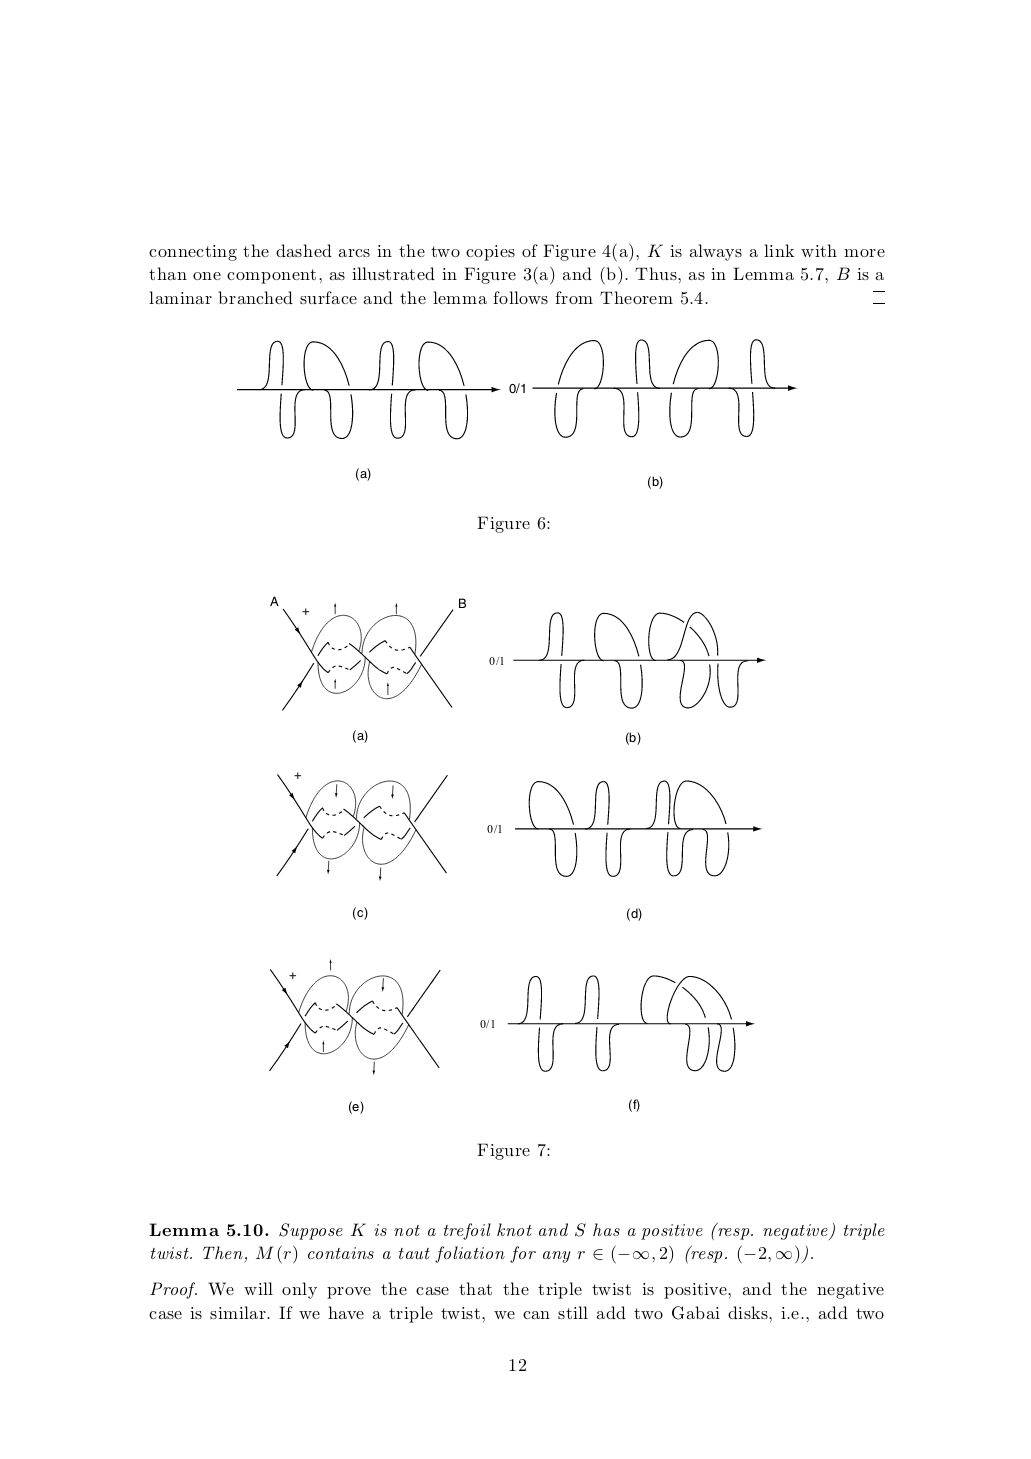 connecting the dashed arcs in the two copies of Figure 4(a), K is always a link with more
than one component, as illustrated in Figure 3(a) and (b). Thus, as in Lemma 5.7, B is a
laminar branched surface and the lemma follows from Theorem 5.4.
0/1
(a)
(b)
Figure 6:
A
+
B
0/1
(a)
(b)
+
0/1
(c)
(d)
+
0/1
(e)
(f)
Figure 7:
Lemma 5.10. Suppose K is not a trefoil knot and S has a positive (resp. negative) triple
twist. Then, M(r) contains a taut foliation for any r ∈ (−∞, 2) (resp. (−2, ∞)).
Proof. We will only prove the case that the triple twist is positive, and the negative
case is similar. If we have a triple twist, we can still add two Gabai disks, i.e., add two
12